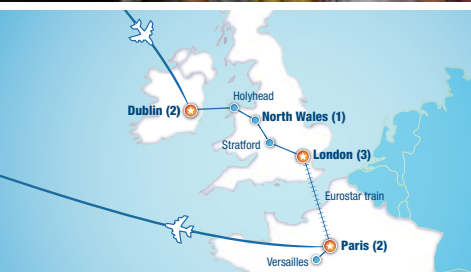 Holyhead
Dublin (2)
North Wales (1)
Stratford
London (3)
Eurostar train
Paris (2)
Versailles